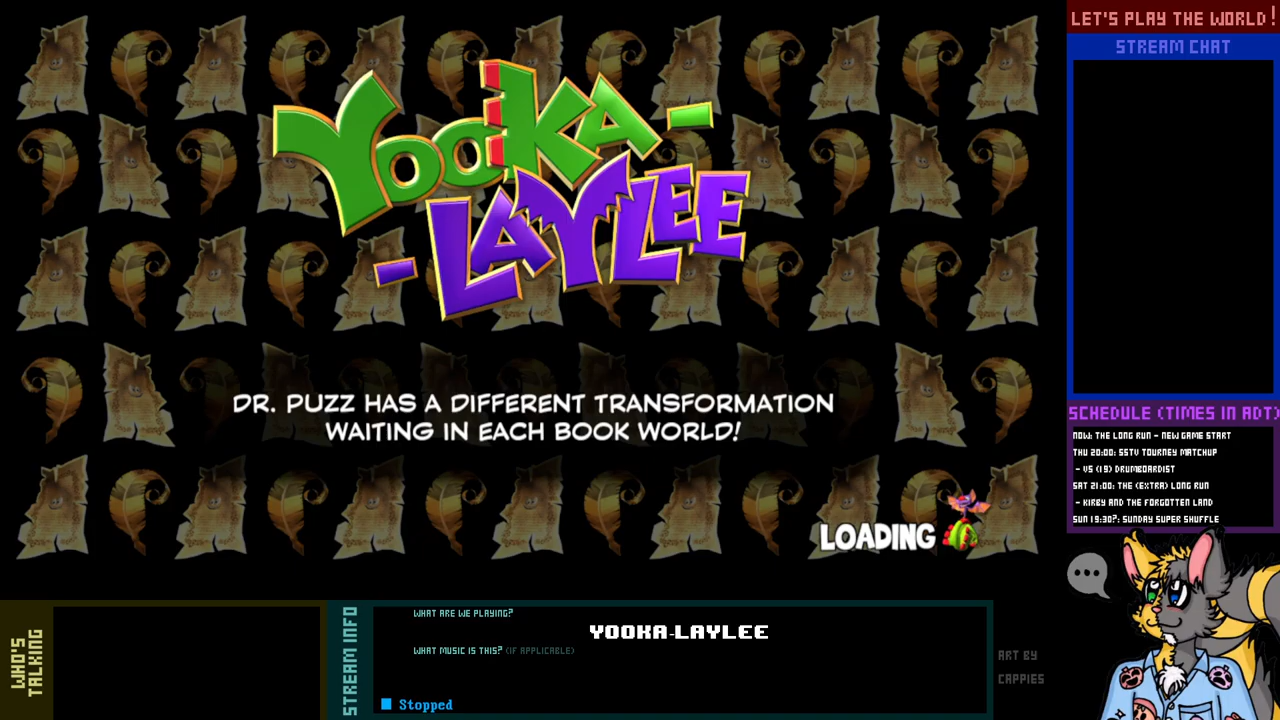 YOOKA-
-LAYLEE
DR. PUZZ HAS A DIFFERENT TRANSFORMATION
WAITING IN EACH BOOK WORLD!
LOADING
LET'S PLAY THE WORLD!
STREAM CHAT
SCHEDULE (TIMES IN ADT)
NOW: THE LONG RUN - NEW GAME START
THU 20:00: SSTV TOURNEY MATCHUP
- VS (19) DRUMBOARDIST
SAT 21:00: THE (EXTRA) LONG RUN
- KIRBY AND THE FORGOTTEN LAND
SUN 19:30?: SUNDAY SUPER SHUFFLE
WHO'S
TALKING
STREAM INFO
WHAT ARE WE PLAYING?
YOOKA-LAYLEE
WHAT MUSIC IS THIS? (IF APPLICABLE)
Stopped
ART BY
CAPPIES